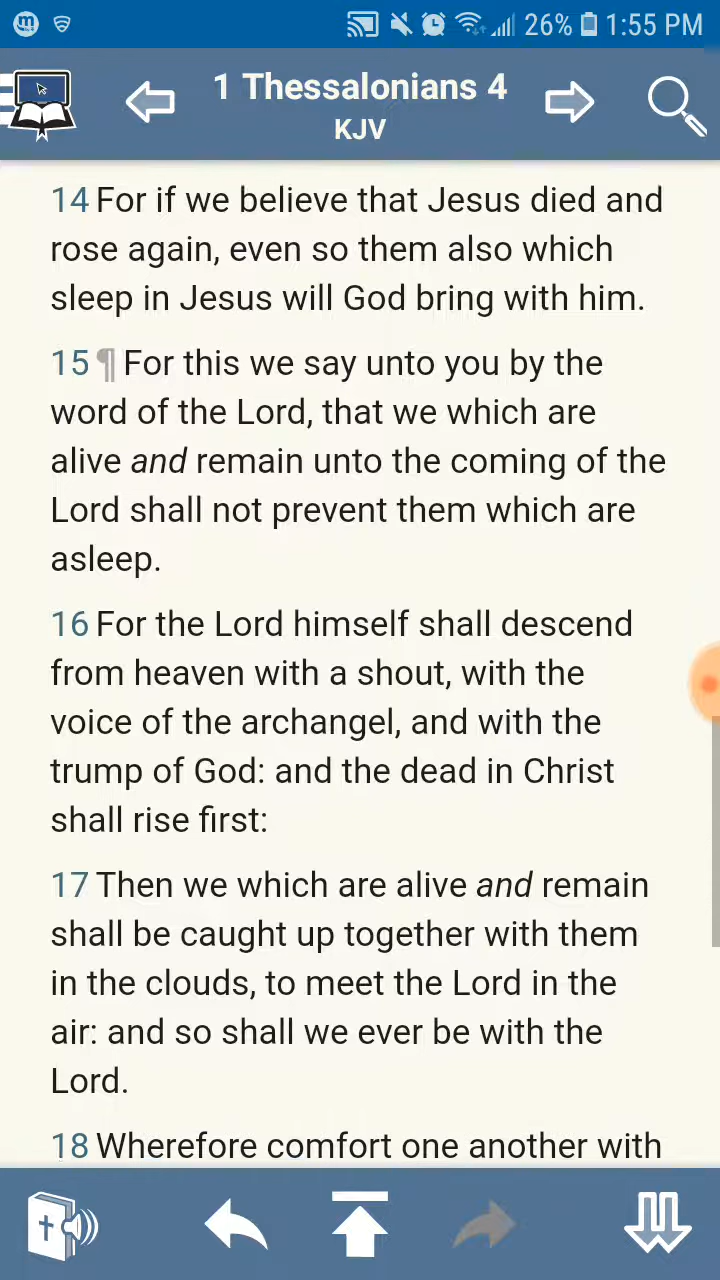 26% 1:55 PM
1 Thessalonians 4
KJV
14 For if we believe that Jesus died and
rose again, even so them also which
sleep in Jesus will God bring with him.
15 ¶ For this we say unto you by the
word of the Lord, that we which are
alive and remain unto the coming of the
Lord shall not prevent them which are
asleep.
16 For the Lord himself shall descend
from heaven with a shout, with the
voice of the archangel, and with the
trump of God: and the dead in Christ
shall rise first:
17 Then we which are alive and remain
shall be caught up together with them
in the clouds, to meet the Lord in the
air: and so shall we ever be with the
Lord.
18 Wherefore comfort one another with